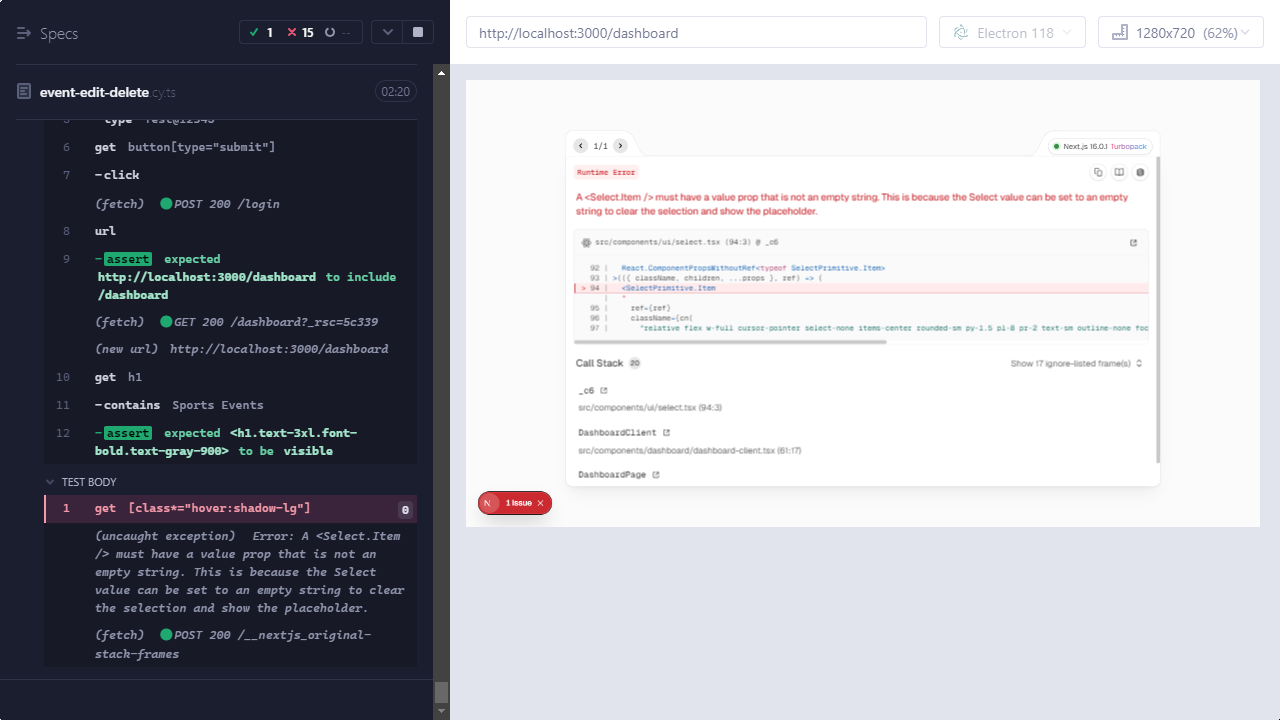 Specs
1
15
--
event-edit-delete.cy.ts
02:20
6 get button[type="submit"]
7 -click
(fetch) POST 200 /login
8 url
9 -assert expected
http://localhost:3000/dashboard to include
/dashboard
(fetch) GET 200 /dashboard?_rsc=5c339
(new url) http://localhost:3000/dashboard
10 get h1
11 -contains Sports Events
12 -assert expected <h1.text-3xl.font-
bold.text-gray-900> to be visible
TEST BODY
1 get [class*="hover:shadow-lg"] 0
(uncaught exception) Error: A <Select.Item
/> must have a value prop that is not an
empty string. This is because the Select
value can be set to an empty string to clear
the selection and show the placeholder.
(fetch) POST 200 /__nextjs_original-
stack-frames
http://localhost:3000/dashboard
Electron 118
1280x720 (62%)
1/1
Next.js 16.0.1 Turbopack
Runtime Error
A <Select.Item /> must have a value prop that is not an empty string. This is because the Select value can be set to an empty
string to clear the selection and show the placeholder.
src/components/ui/select.tsx (94:3) @ _c6
92 | React.ComponentPropsWithoutRef<typeof SelectPrimitive.Item>
93 | >(({ className, children, ...props }, ref) => (
> 94 | <SelectPrimitive.Item
| ^
95 | ref={ref}
96 | className={cn(
97 | "relative flex w-full cursor-pointer select-none items-center rounded-sm py-1.5 pl-8 pr-2 text-sm outline-none foc
Call Stack 20
Show 17 ignore-listed frame(s)
_c6
src/components/ui/select.tsx (94:3)
DashboardClient
src/components/dashboard/dashboard-client.tsx (61:17)
DashboardPage
N 1 Issue